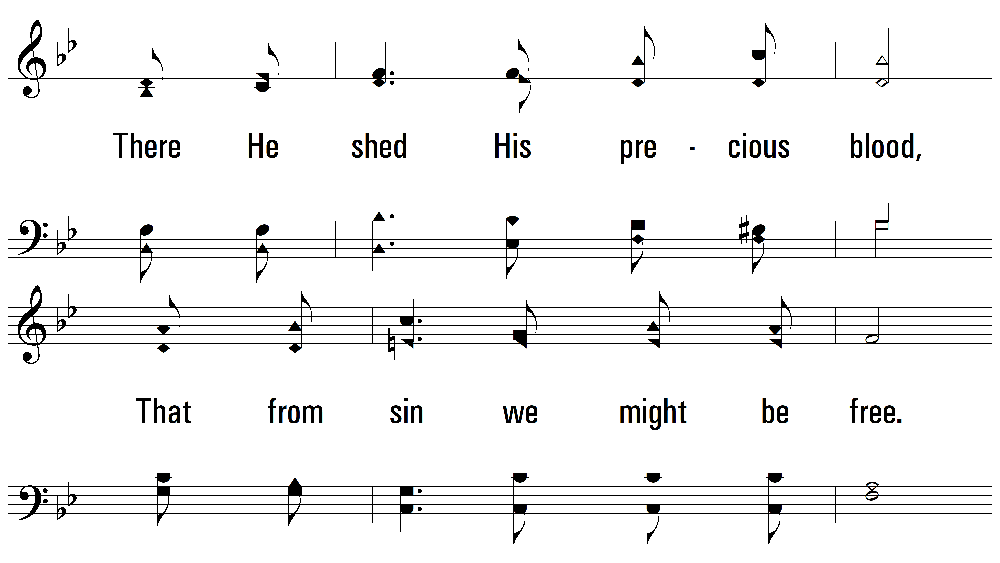 There He shed His pre - cious blood,
That from sin we might be free.